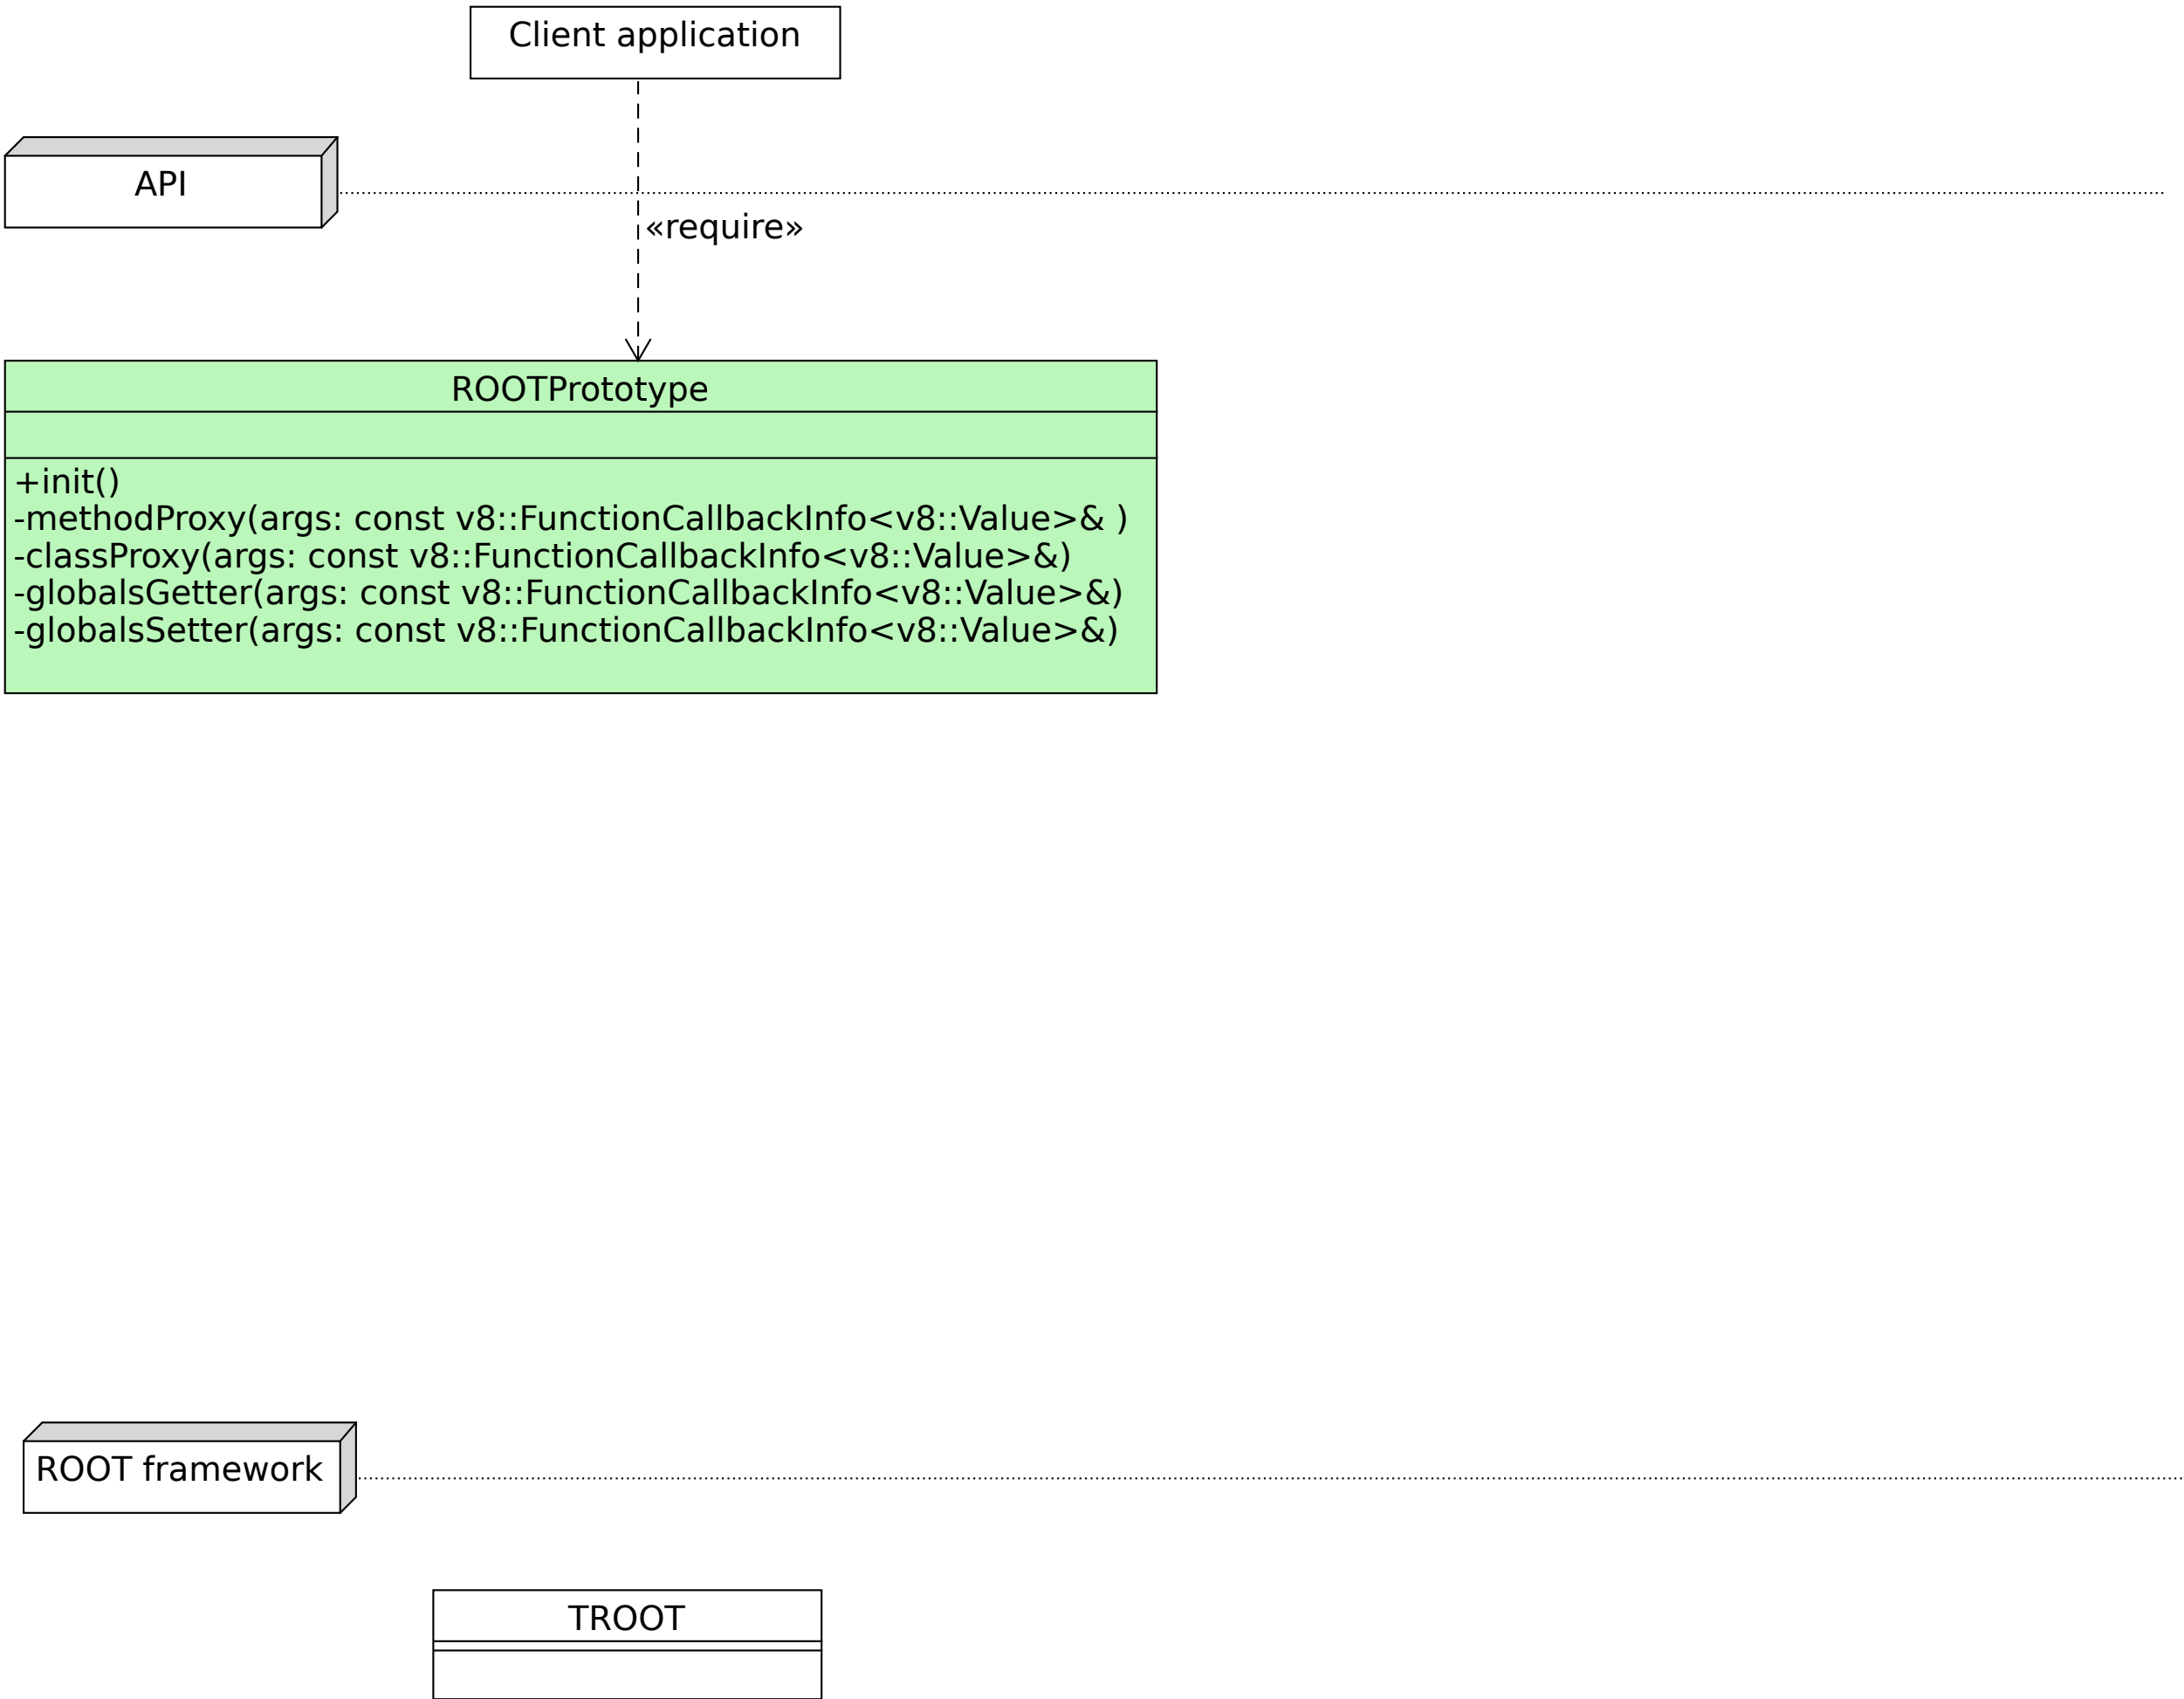 Client application
API
«require»
ROOTPrototype
+init()
-methodProxy(args: const v8::FunctionCallbackInfo<v8::Value>& )
-classProxy(args: const v8::FunctionCallbackInfo<v8::Value>&)
-globalsGetter(args: const v8::FunctionCallbackInfo<v8::Value>&)
-globalsSetter(args: const v8::FunctionCallbackInfo<v8::Value>&)
ROOT framework
TROOT